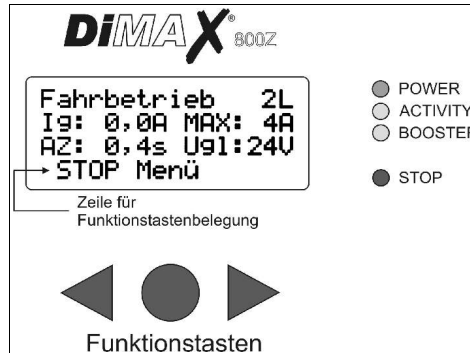 DiMAX® 800Z
Fahrbetrieb 2L
Ig: 0,0A MAX: 4A
AZ: 0,4s Ugl:24V
STOP Menü
POWER
ACTIVITY
BOOSTER
STOP
Zeile für
Funktionstastenbelegung
Funktionstasten